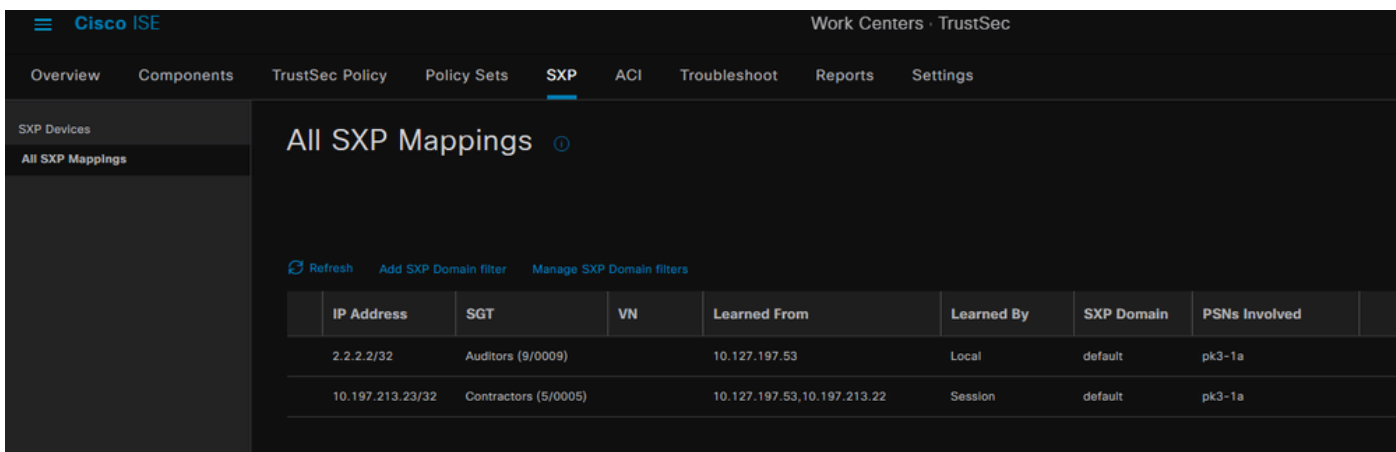 Cisco ISE
Work Centers · TrustSec
Overview Components TrustSec Policy Policy Sets SXP ACI Troubleshoot Reports Settings
SXP Devices
All SXP Mappings
All SXP Mappings
Refresh Add SXP Domain filter Manage SXP Domain filters
IP Address SGT VN Learned From Learned By SXP Domain PSNs Involved
2.2.2.2/32 Auditors (9/0009) 10.127.197.53 Local default pk3-1a
10.197.213.23/32 Contractors (5/0005) 10.127.197.53,10.197.213.22 Session default pk3-1a